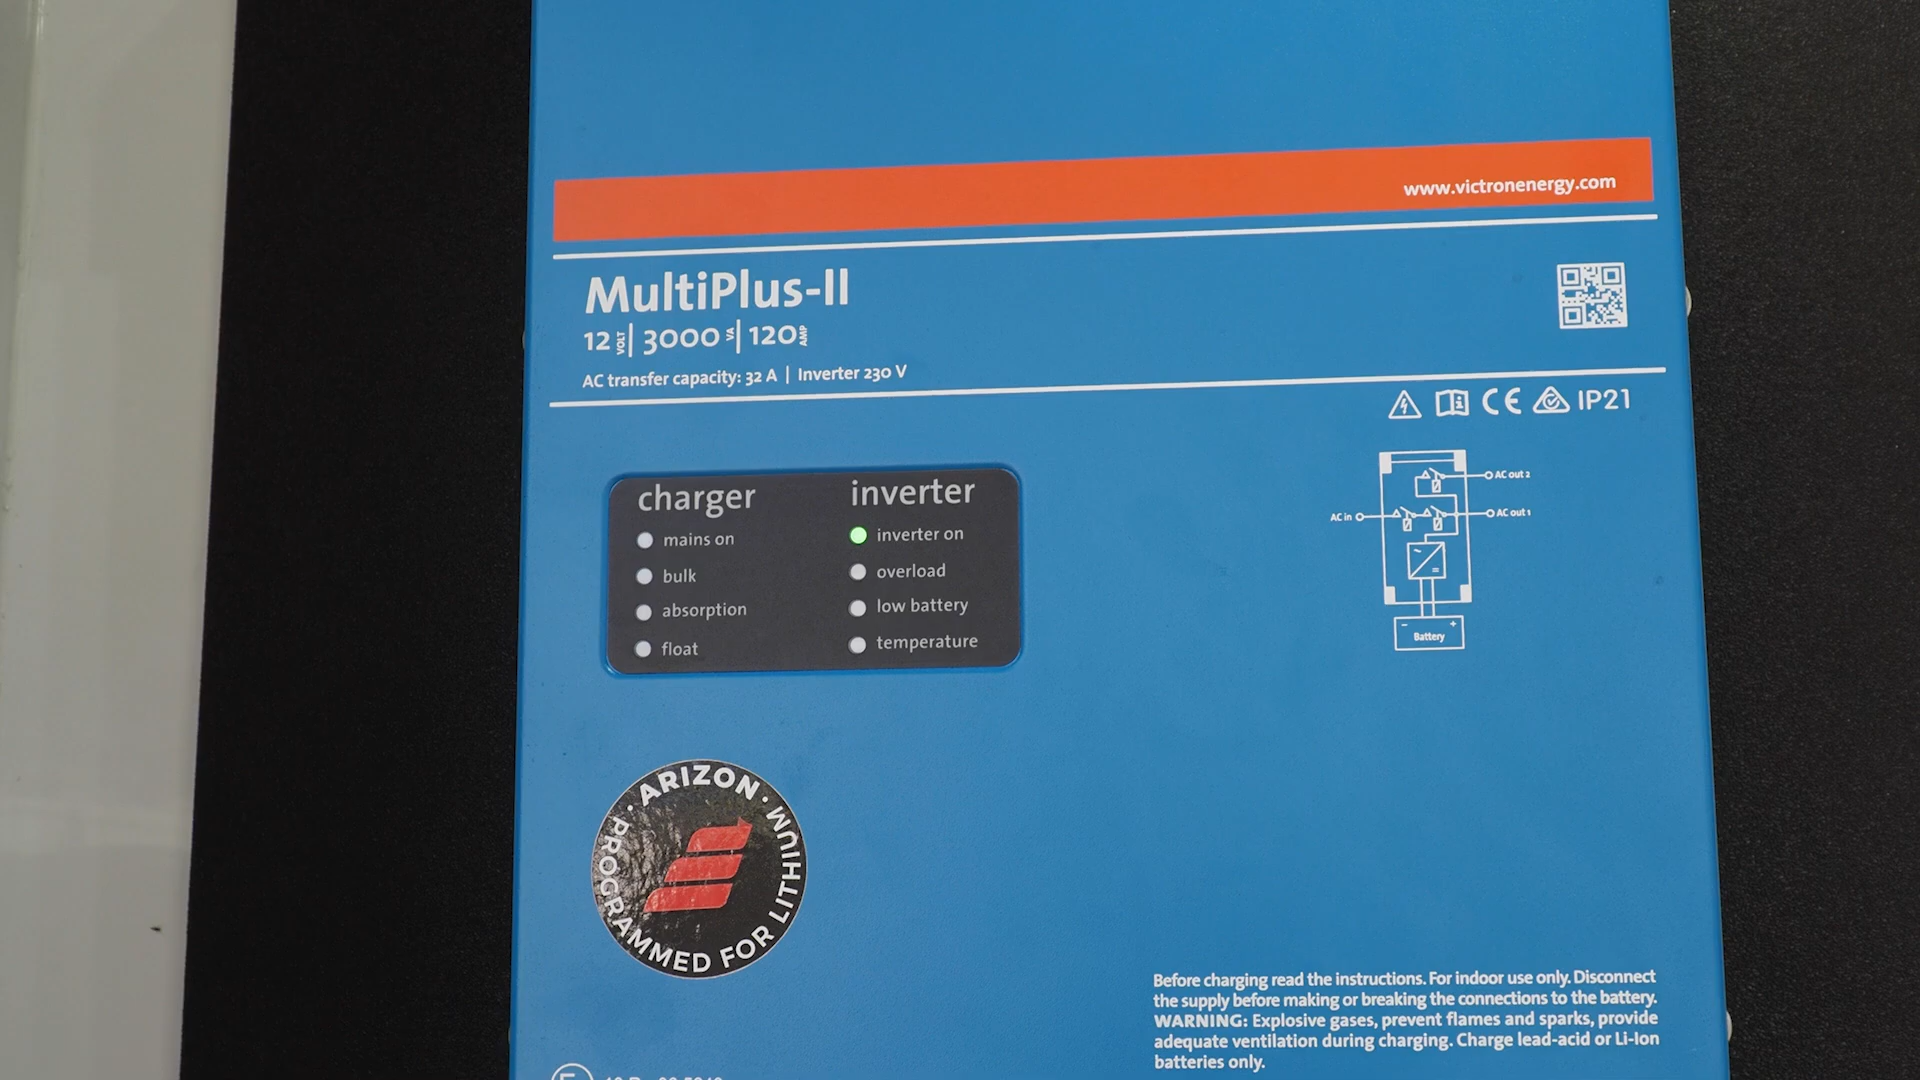 www.victronenergy.com
MultiPlus-II
12 VOLT | 3000 VA | 120 AMP
AC transfer capacity: 32 A | Inverter 230 V
CE IP21
charger
mains on
bulk
absorption
float
inverter
inverter on
overload
low battery
temperature
AC out 2
AC in
AC out 1
- +
Battery
· ARIZON ·
PROGRAMMED FOR LITHIUM
Before charging read the instructions. For indoor use only. Disconnect
the supply before making or breaking the connections to the battery.
WARNING: Explosive gases, prevent flames and sparks, provide
adequate ventilation during charging. Charge lead-acid or Li-Ion
batteries only.